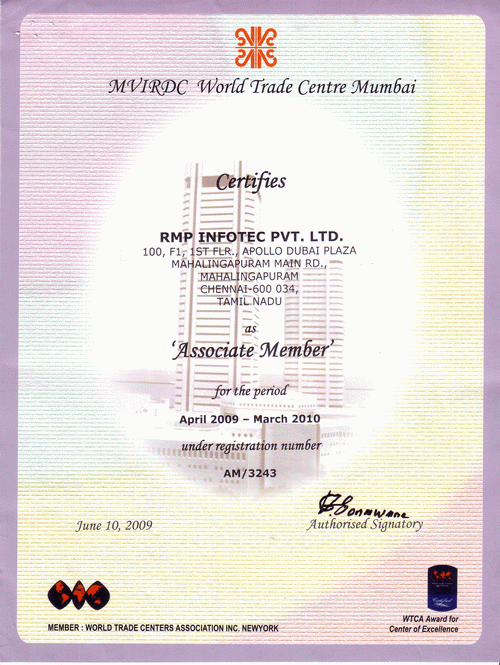 MVIRDC World Trade Centre Mumbai
Certifies
RMP INFOTEC PVT. LTD.
100, F1, 1ST FLR., APOLLO DUBAI PLAZA
MAHALINGAPURAM MAIN RD.,
MAHALINGAPURAM
CHENNAI-600 034,
TAMIL NADU
as
‘Associate Member’
for the period
April 2009 – March 2010
under registration number
AM/3243
June 10, 2009
Authorised Signatory
MEMBER : WORLD TRADE CENTERS ASSOCIATION INC. NEWYORK
WTCA Award for
Center of Excellence